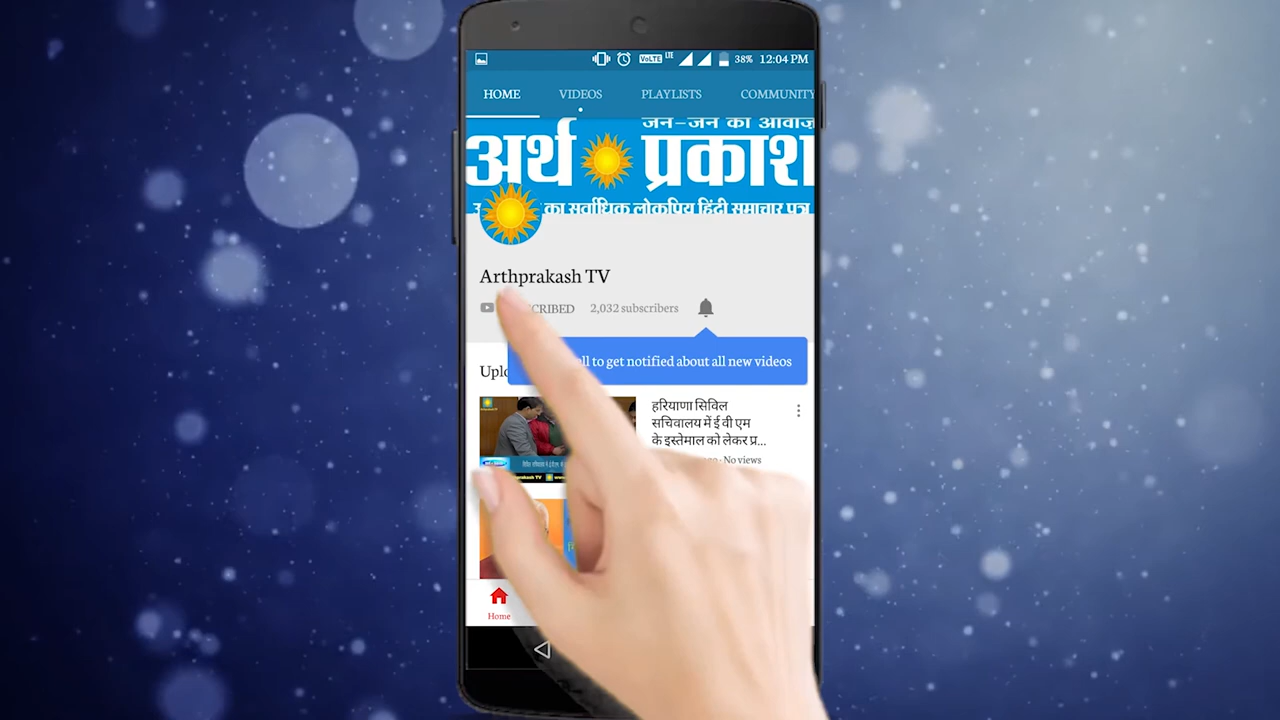 VoLTE LTE 38% 12:04 PM
HOME VIDEOS PLAYLISTS COMMUNITY
जन-जन की आवाज़
अर्थ प्रकाश
का सर्वाधिक लोकप्रिय हिंदी समाचार पत्र
Arthprakash TV
2,032 subscribers
to get notified about all new videos
हरियाणा सिविल
सचिवालय में ई वी एम
के इस्तेमाल को लेकर प्र...
No views
Home